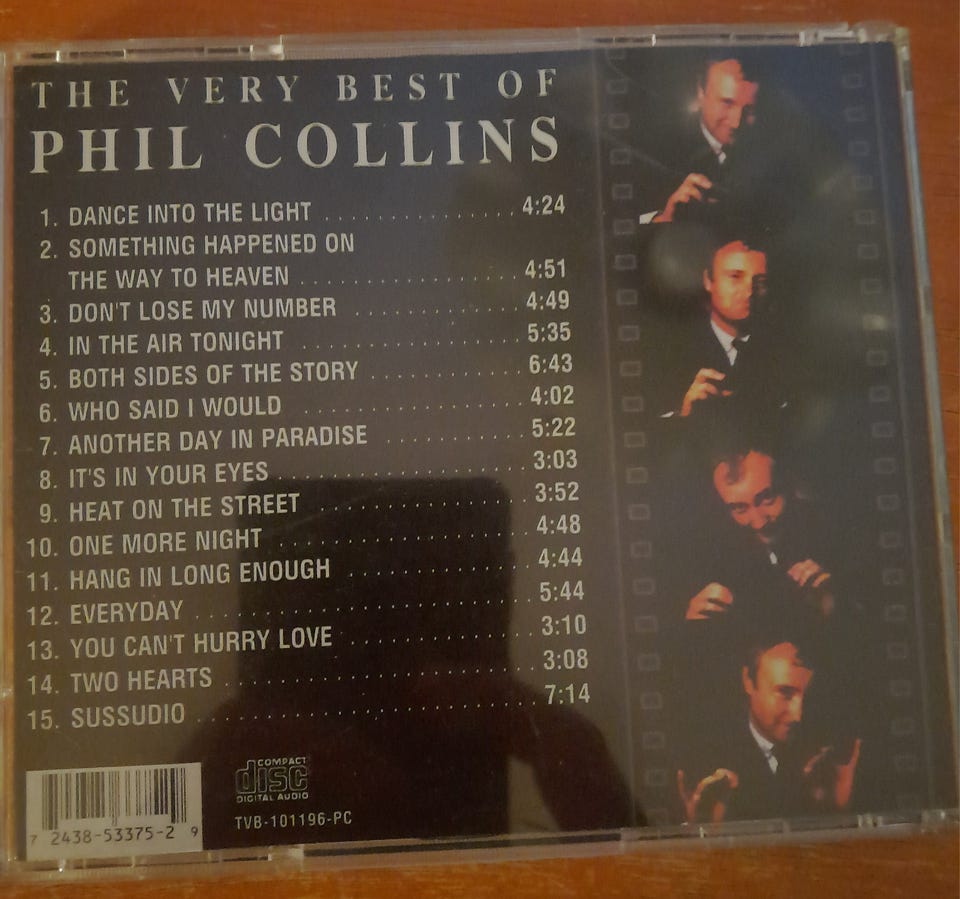 THE VERY BEST OF
PHIL COLLINS
1. DANCE INTO THE LIGHT ............... 4:24
2. SOMETHING HAPPENED ON
THE WAY TO HEAVEN ................. 4:51
3. DON'T LOSE MY NUMBER ............. 4:49
4. IN THE AIR TONIGHT .................. 5:35
5. BOTH SIDES OF THE STORY ............ 6:43
6. WHO SAID I WOULD .................. 4:02
7. ANOTHER DAY IN PARADISE ........... 5:22
8. IT'S IN YOUR EYES .................... 3:03
9. HEAT ON THE STREET ................. 3:52
10. ONE MORE NIGHT .................... 4:48
11. HANG IN LONG ENOUGH .............. 4:44
12. EVERYDAY ........................... 5:44
13. YOU CAN'T HURRY LOVE .............. 3:10
14. TWO HEARTS ........................ 3:08
15. SUSSUDIO ........................... 7:14
COMPACT
disc
DIGITAL AUDIO
TVB-101196-PC
7 2438-53375-2 9